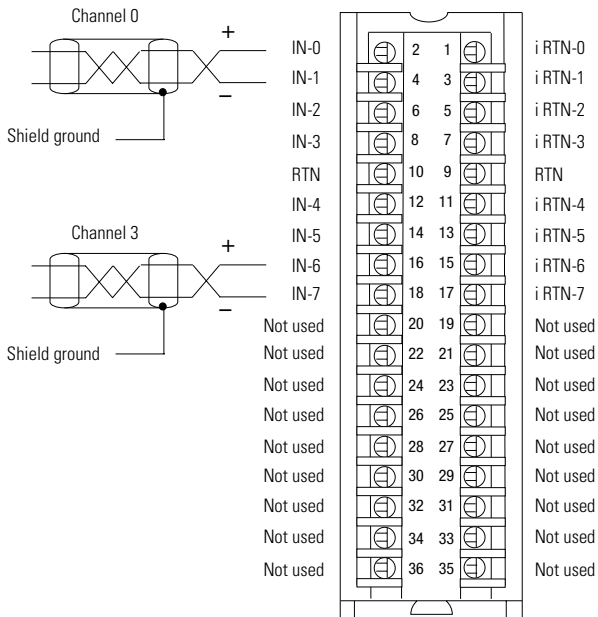 Channel 0
+
–
Shield ground
Channel 3
+
–
Shield ground
IN-0 2 1 i RTN-0
IN-1 4 3 i RTN-1
IN-2 6 5 i RTN-2
IN-3 8 7 i RTN-3
RTN 10 9 RTN
IN-4 12 11 i RTN-4
IN-5 14 13 i RTN-5
IN-6 16 15 i RTN-6
IN-7 18 17 i RTN-7
Not used 20 19 Not used
Not used 22 21 Not used
Not used 24 23 Not used
Not used 26 25 Not used
Not used 28 27 Not used
Not used 30 29 Not used
Not used 32 31 Not used
Not used 34 33 Not used
Not used 36 35 Not used